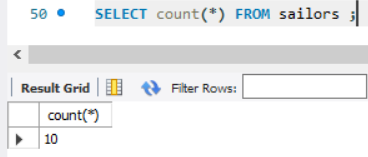 50 SELECT count(*) FROM sailors ;
Result Grid Filter Rows:
count(*)
10